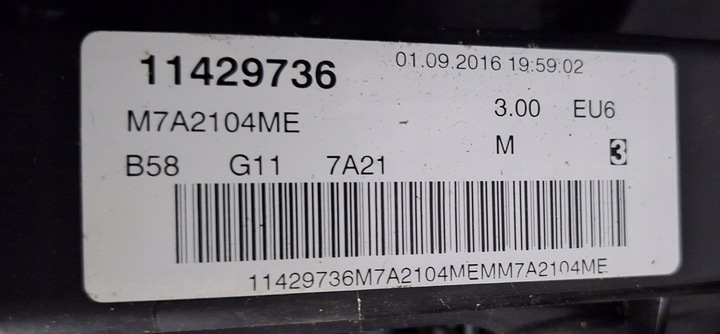 11429736 01.09.2016 19:59:02
M7A2104ME 3.00 EU6
B58 G11 7A21 M 3
11429736M7A2104MEMM7A2104ME